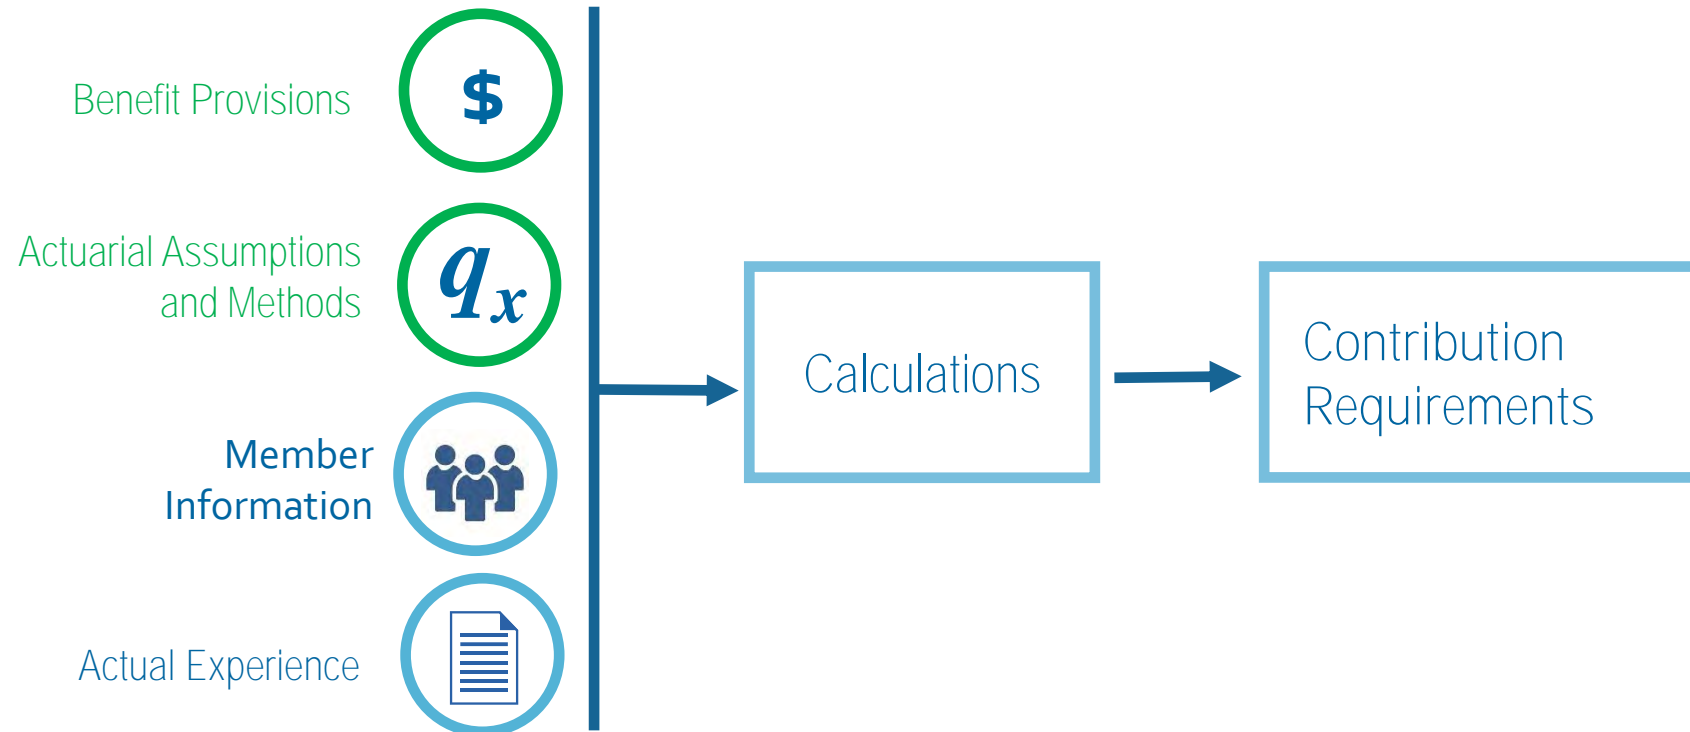 Benefit Provisions
$
Actuarial Assumptions
and Methods
qx
Member
Information
Actual Experience
Calculations
Contribution
Requirements